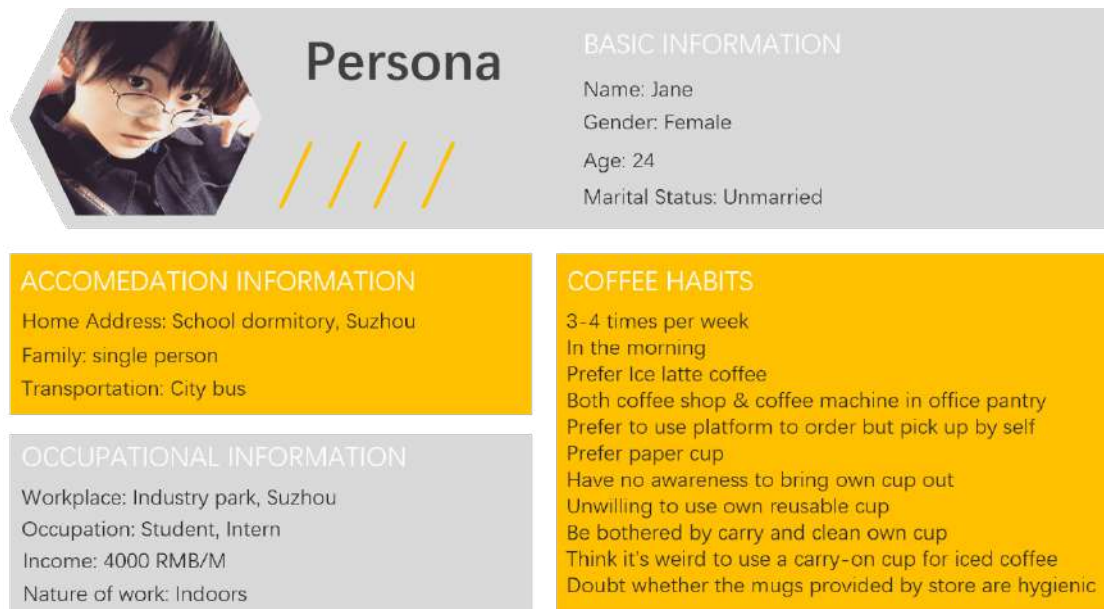 Persona
BASIC INFORMATION
Name: Jane
Gender: Female
Age: 24
Marital Status: Unmarried
ACCOMEDATION INFORMATION
Home Address: School dormitory, Suzhou
Family: single person
Transportation: City bus
OCCUPATIONAL INFORMATION
Workplace: Industry park, Suzhou
Occupation: Student, Intern
Income: 4000 RMB/M
Nature of work: Indoors
COFFEE HABITS
3-4 times per week
In the morning
Prefer Ice latte coffee
Both coffee shop & coffee machine in office pantry
Prefer to use platform to order but pick up by self
Prefer paper cup
Have no awareness to bring own cup out
Unwilling to use own reusable cup
Be bothered by carry and clean own cup
Think it's weird to use a carry-on cup for iced coffee
Doubt whether the mugs provided by store are hygienic